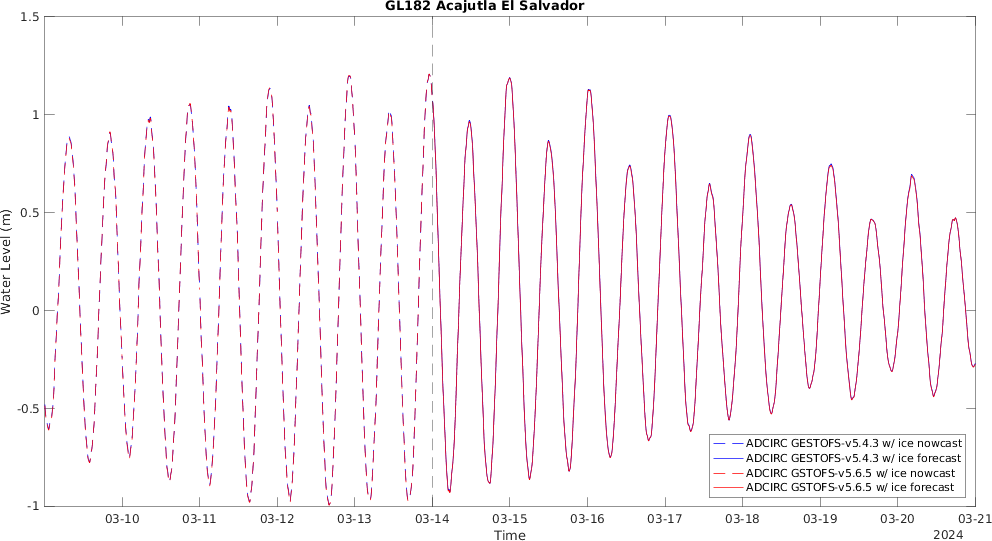 GL182 Acajutla El Salvador
1.5
1
0.5
0
-0.5
-1
Water Level (m)
ADCIRC GESTOFS-v5.4.3 w/ ice nowcast
ADCIRC GESTOFS-v5.4.3 w/ ice forecast
ADCIRC GSTOFS-v5.6.5 w/ ice nowcast
ADCIRC GSTOFS-v5.6.5 w/ ice forecast
03-10 03-11 03-12 03-13 03-14 03-15 03-16 03-17 03-18 03-19 03-20 03-21
Time
2024